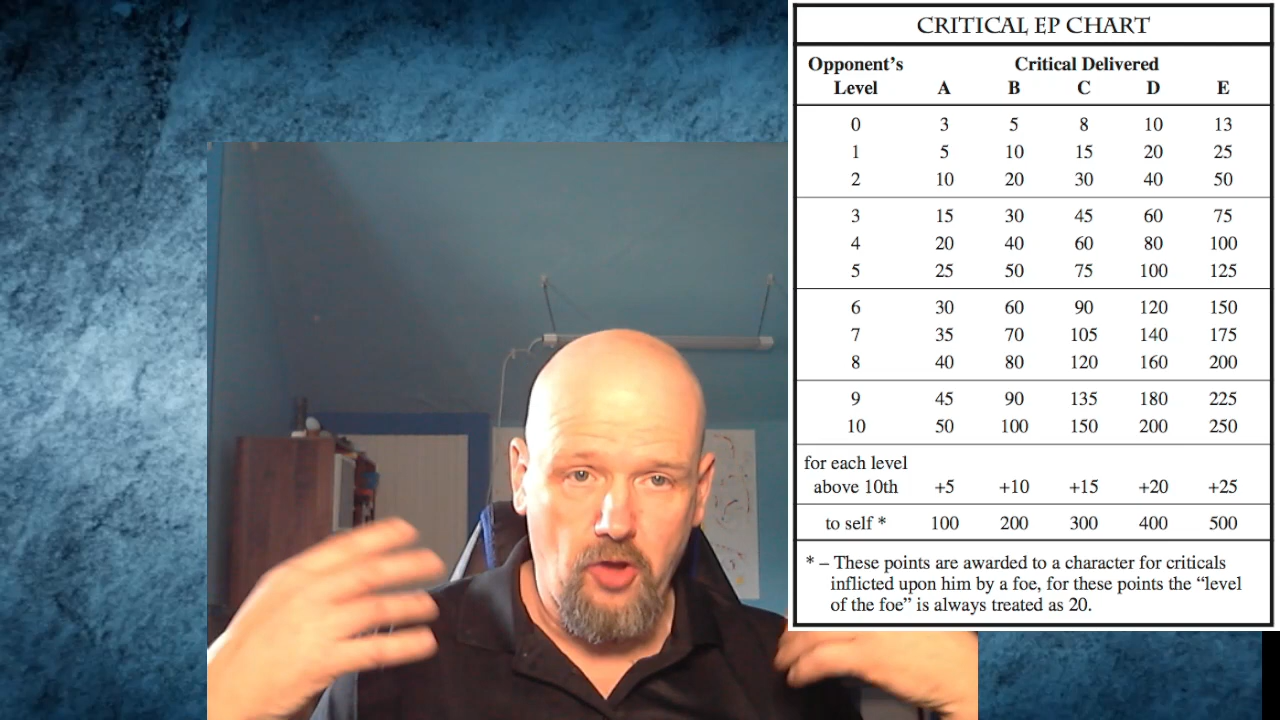 CRITICAL EP CHART
Opponent's Critical Delivered
Level A B C D E
0 3 5 8 10 13
1 5 10 15 20 25
2 10 20 30 40 50
3 15 30 45 60 75
4 20 40 60 80 100
5 25 50 75 100 125
6 30 60 90 120 150
7 35 70 105 140 175
8 40 80 120 160 200
9 45 90 135 180 225
10 50 100 150 200 250
for each level
above 10th +5 +10 +15 +20 +25
to self * 100 200 300 400 500
* – These points are awarded to a character for criticals
inflicted upon him by a foe, for these points the “level
of the foe” is always treated as 20.